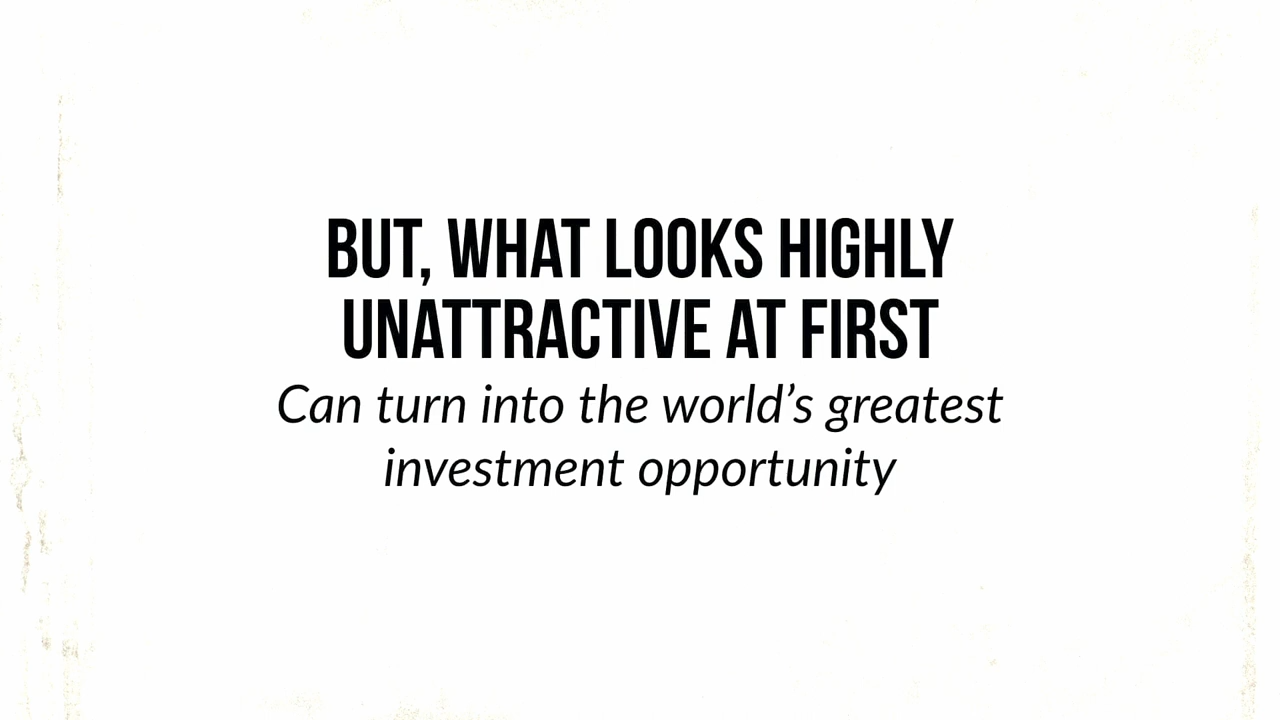 BUT, WHAT LOOKS HIGHLY
UNATTRACTIVE AT FIRST
Can turn into the world’s greatest
investment opportunity